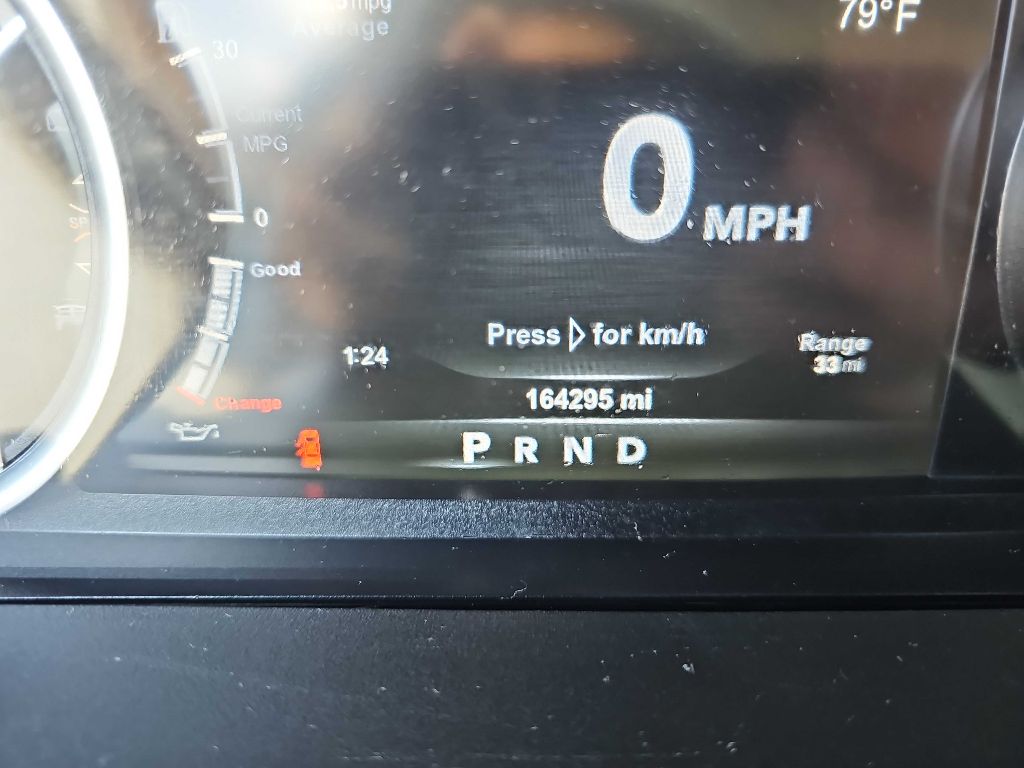 mpg
Average
79°F
30
Current
MPG
0
0 MPH
Good
Press ▷ for km/h
1:24
Range
33 mi
164295 mi
Change
P R N D